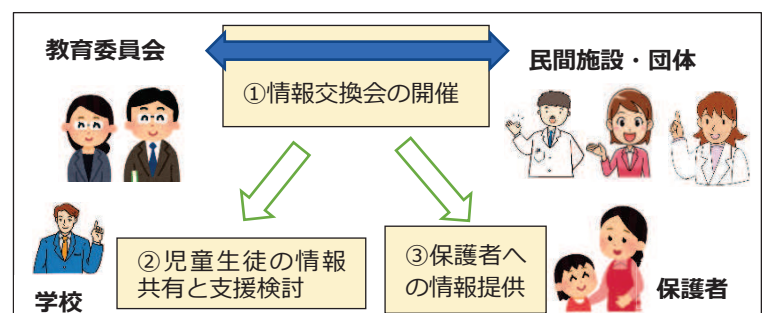 教育委員会
民間施設・団体
①情報交換会の開催
②児童生徒の情報
共有と支援検討
③保護者へ
の情報提供
学校
保護者